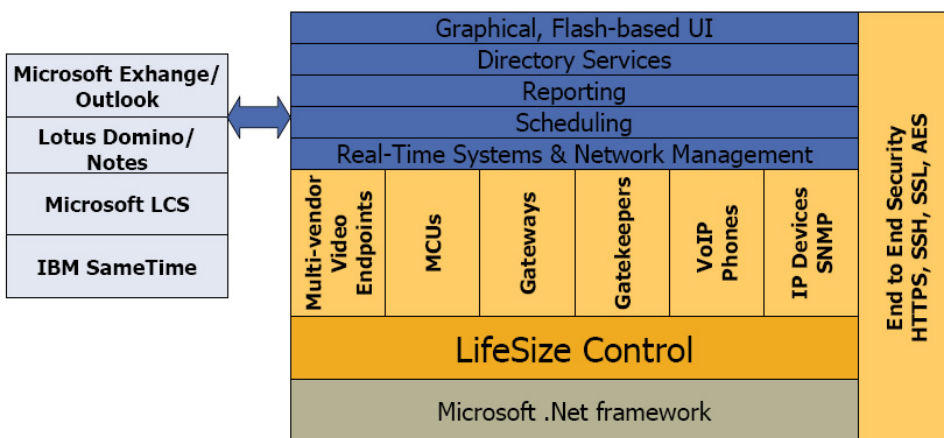 Microsoft Exhange/
Outlook
Lotus Domino/
Notes
Microsoft LCS
IBM SameTime
Graphical, Flash-based UI
Directory Services
Reporting
Scheduling
Real-Time Systems & Network Management
Multi-vendor
Video
Endpoints
MCUs
Gateways
Gatekeepers
VoIP
Phones
IP Devices
SNMP
LifeSize Control
Microsoft .Net framework
End to End Security
HTTPS, SSH, SSL, AES